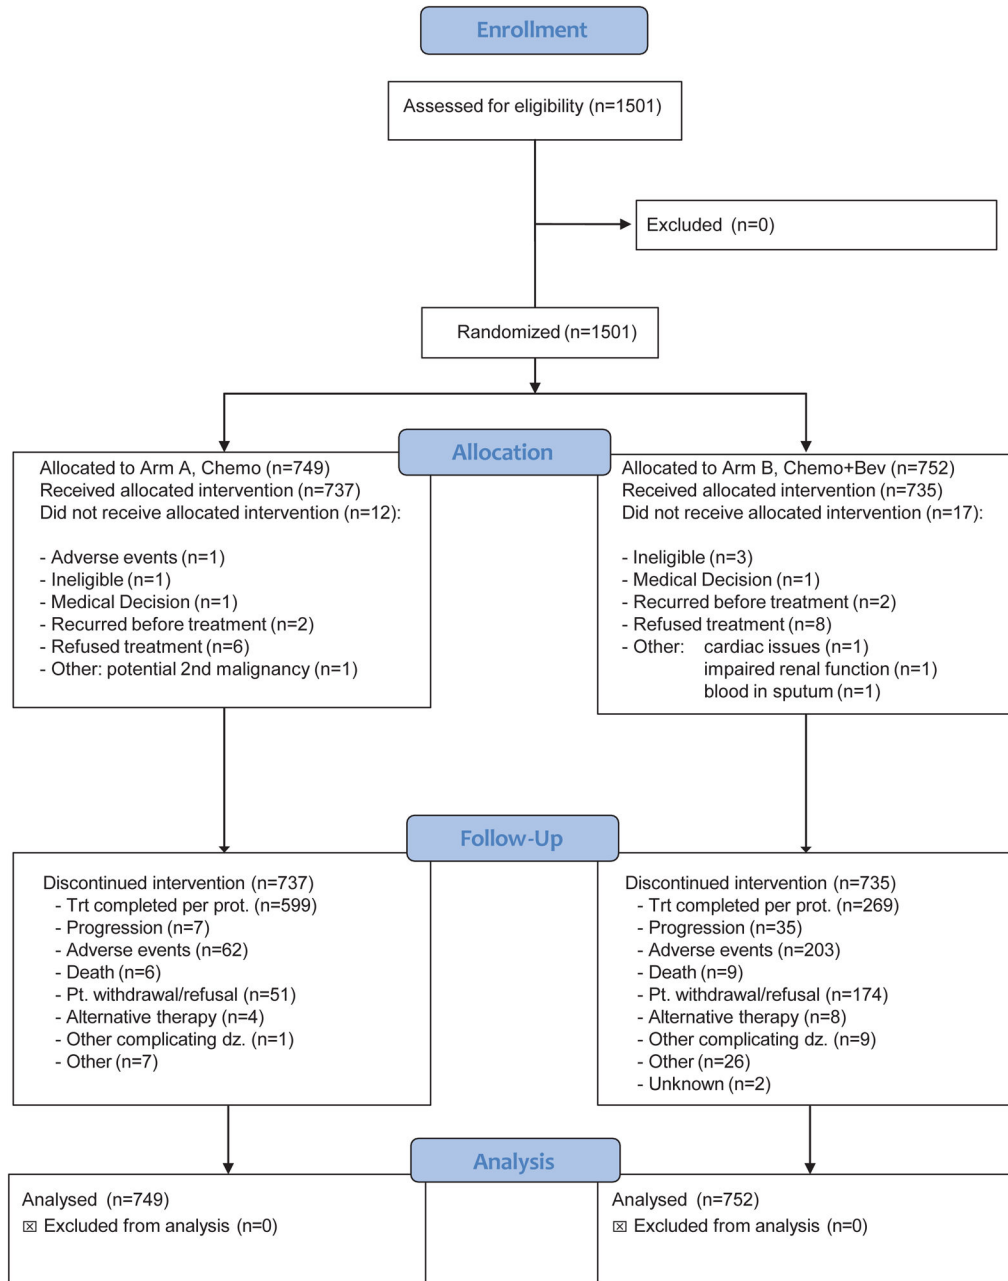 Enrollment
Assessed for eligibility (n=1501)
Excluded (n=0)
Randomized (n=1501)
Allocation
Allocated to Arm A, Chemo (n=749)
Received allocated intervention (n=737)
Did not receive allocated intervention (n=12):
- Adverse events (n=1)
- Ineligible (n=1)
- Medical Decision (n=1)
- Recurred before treatment (n=2)
- Refused treatment (n=6)
- Other: potential 2nd malignancy (n=1)
Allocated to Arm B, Chemo+Bev (n=752)
Received allocated intervention (n=735)
Did not receive allocated intervention (n=17):
- Ineligible (n=3)
- Medical Decision (n=1)
- Recurred before treatment (n=2)
- Refused treatment (n=8)
- Other: cardiac issues (n=1)
impaired renal function (n=1)
blood in sputum (n=1)
Follow-Up
Discontinued intervention (n=737)
- Trt completed per prot. (n=599)
- Progression (n=7)
- Adverse events (n=62)
- Death (n=6)
- Pt. withdrawal/refusal (n=51)
- Alternative therapy (n=4)
- Other complicating dz. (n=1)
- Other (n=7)
Discontinued intervention (n=735)
- Trt completed per prot. (n=269)
- Progression (n=35)
- Adverse events (n=203)
- Death (n=9)
- Pt. withdrawal/refusal (n=174)
- Alternative therapy (n=8)
- Other complicating dz. (n=9)
- Other (n=26)
- Unknown (n=2)
Analysis
Analysed (n=749)
☒ Excluded from analysis (n=0)
Analysed (n=752)
☒ Excluded from analysis (n=0)